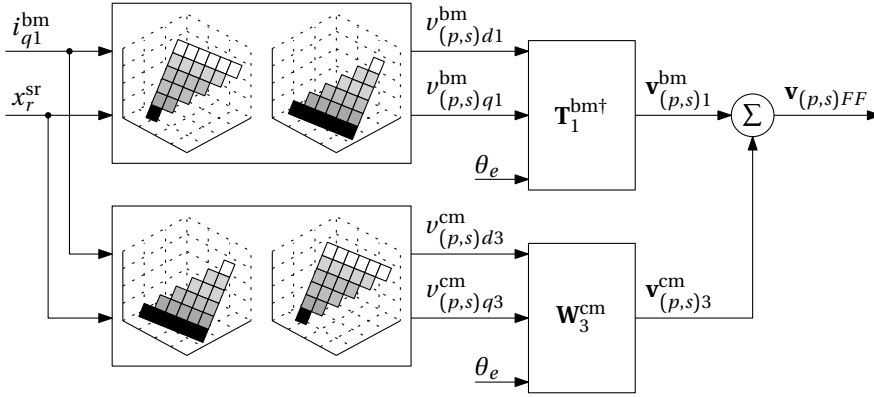 i_{q1}^{bm}
x_r^{sr}
v_{(p,s)d1}^{bm}
v_{(p,s)q1}^{bm}
θ_e
T_1^{bm†}
v_{(p,s)1}^{bm}
Σ
v_{(p,s)FF}
v_{(p,s)d3}^{cm}
v_{(p,s)q3}^{cm}
θ_e
W_3^{cm}
v_{(p,s)3}^{cm}